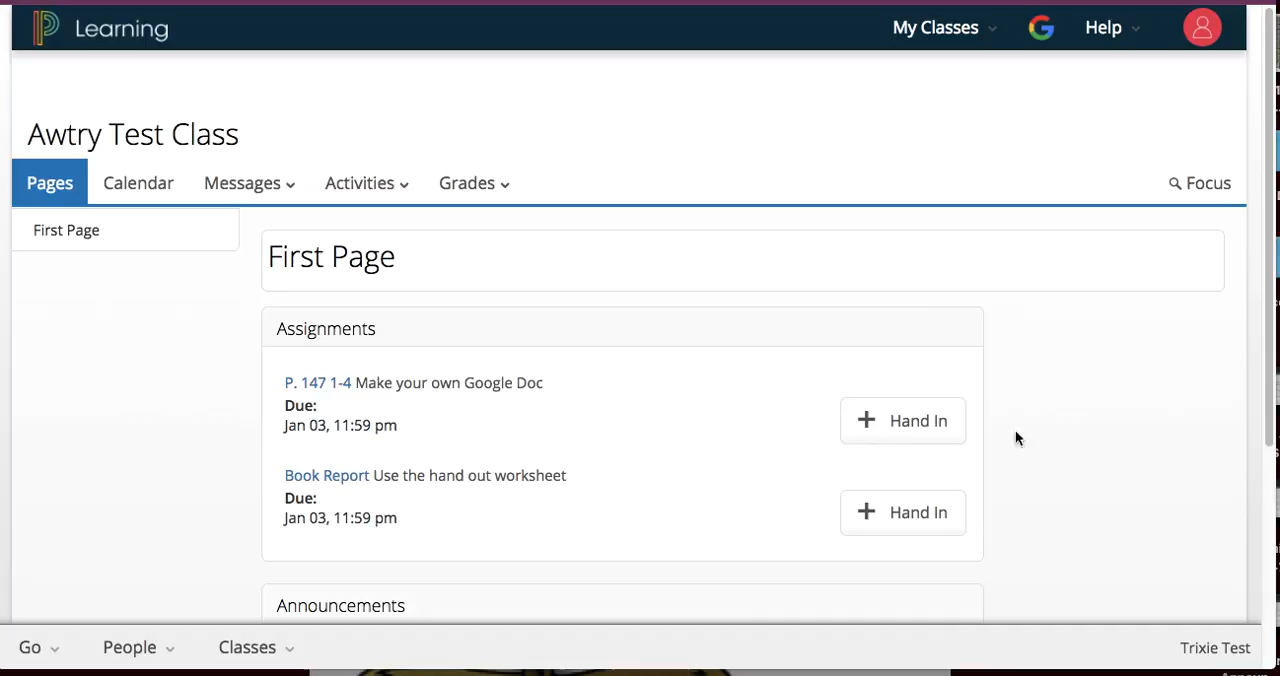 Learning
My Classes
Help
Awtry Test Class
Pages
Calendar
Messages
Activities
Grades
Focus
First Page
First Page
Assignments
P. 147 1-4 Make your own Google Doc
Due:
Jan 03, 11:59 pm
+ Hand In
Book Report Use the hand out worksheet
Due:
Jan 03, 11:59 pm
+ Hand In
Announcements
Go
People
Classes
Trixie Test